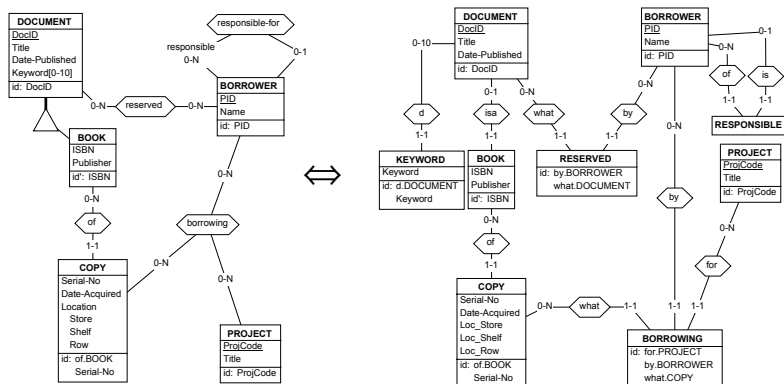 DOCUMENT
DocID
Title
Date-Published
Keyword[0-10]
id: DocID
responsible-for
responsible
0-N
0-1
BORROWER
PID
Name
id: PID
0-N
reserved
0-N
BOOK
ISBN
Publisher
id': ISBN
0-N
of
1-1
0-N
borrowing
0-N
0-N
COPY
Serial-No
Date-Acquired
Location
Store
Shelf
Row
id: of.BOOK
Serial-No
PROJECT
ProjCode
Title
id: ProjCode
DOCUMENT
DocID
Title
Date-Published
id: DocID
0-10
d
1-1
KEYWORD
Keyword
id: d.DOCUMENT
Keyword
0-1
isa
1-1
BOOK
ISBN
Publisher
id': ISBN
0-N
what
1-1
RESERVED
id: by.BORROWER
what.DOCUMENT
BORROWER
PID
Name
id: PID
0-N
by
1-1
0-N
of
1-1
0-1
is
1-1
RESPONSIBLE
PROJECT
ProjCode
Title
id: ProjCode
0-N
by
1-1
0-N
for
1-1
0-N
of
1-1
COPY
Serial-No
Date-Acquired
Loc_Store
Loc_Shelf
Loc_Row
id: of.BOOK
Serial-No
0-N
what
1-1
BORROWING
id: for.PROJECT
by.BORROWER
what.COPY